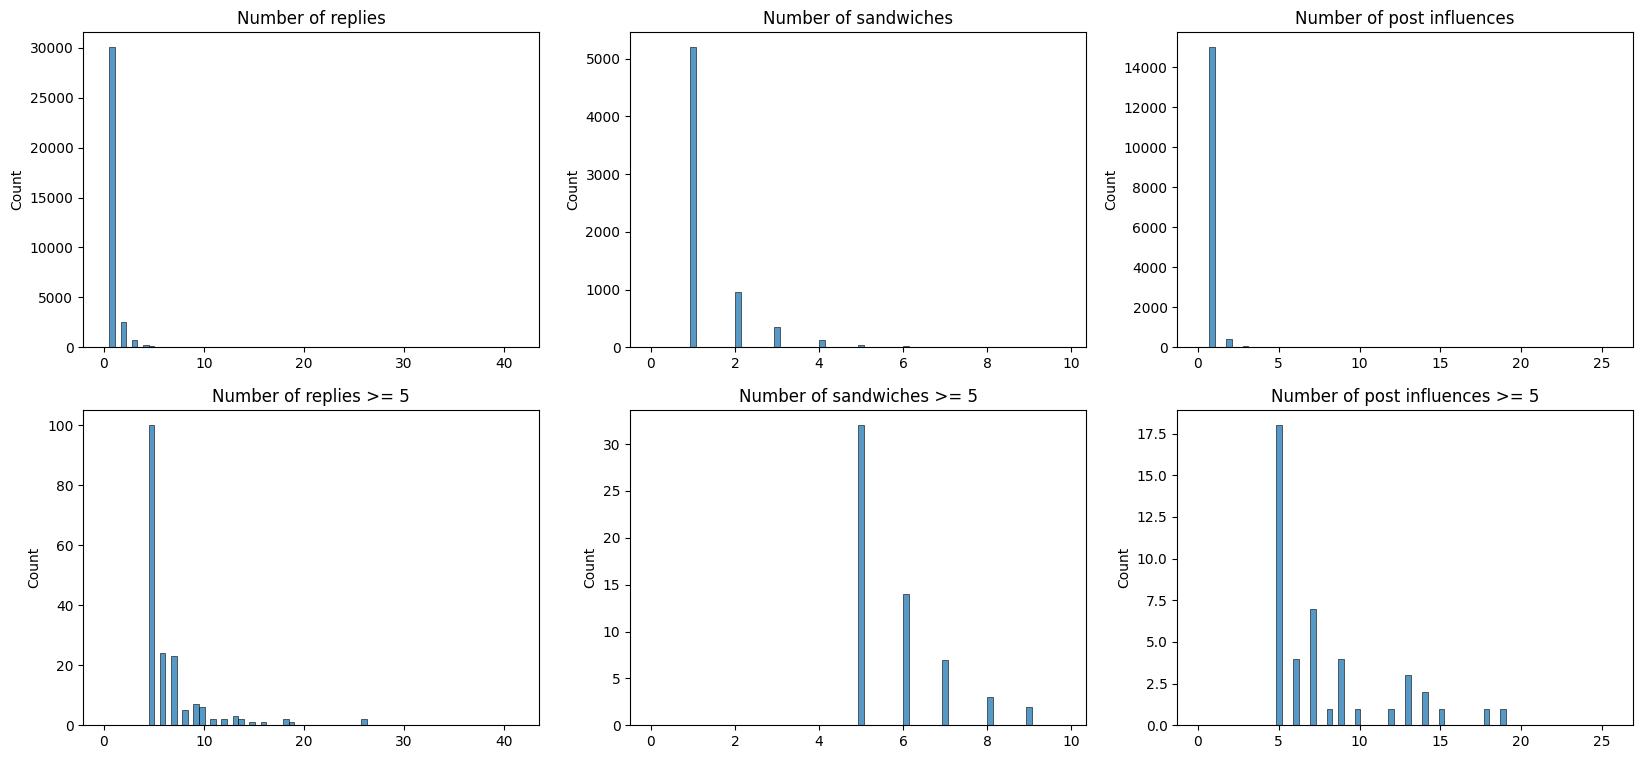 Number of replies
Count
30000
25000
20000
15000
10000
5000
0
0 10 20 30 40
Number of sandwiches
Count
5000
4000
3000
2000
1000
0
0 2 4 6 8 10
Number of post influences
Count
14000
12000
10000
8000
6000
4000
2000
0
0 5 10 15 20 25
Number of replies >= 5
Count
100
80
60
40
20
0
0 10 20 30 40
Number of sandwiches >= 5
Count
30
25
20
15
10
5
0
0 2 4 6 8 10
Number of post influences >= 5
Count
17.5
15.0
12.5
10.0
7.5
5.0
2.5
0.0
0 5 10 15 20 25